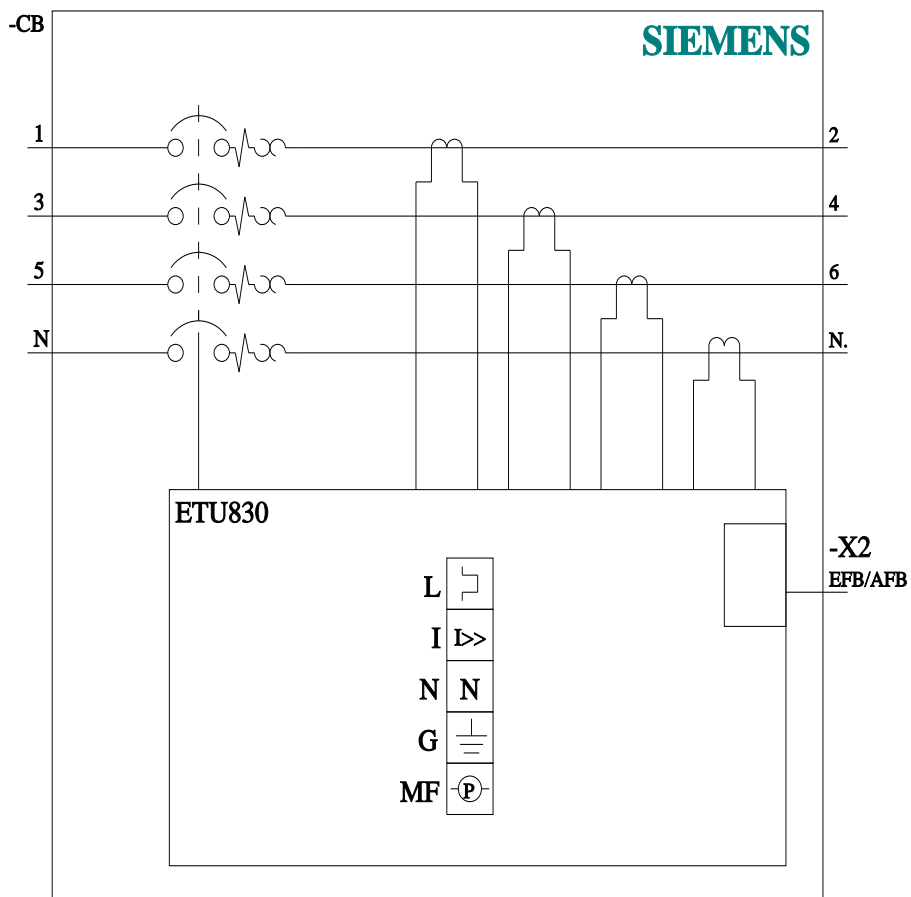 -CB
SIEMENS
1 2
3 4
5 6
N N.
ETU830
-X2
EFB/AFB
L
I I>>
N N
G
MF P